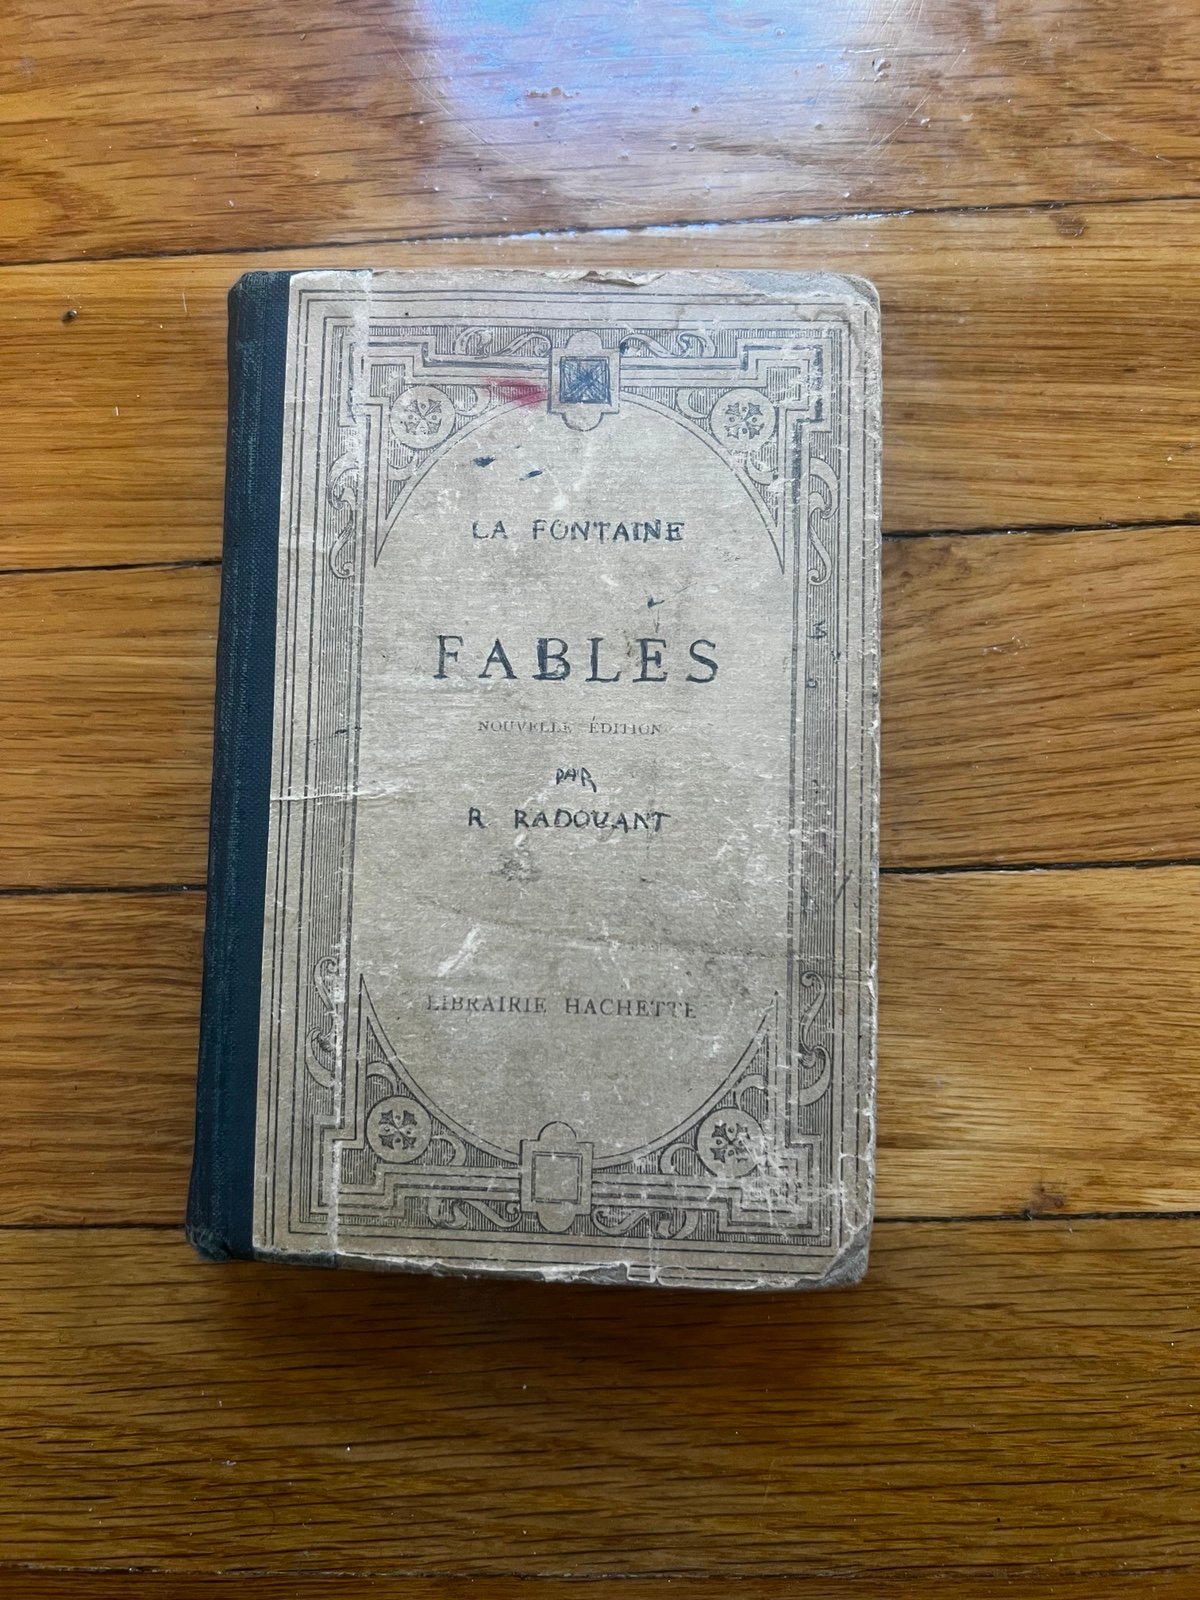 LA FONTAINE
FABLES
NOUVELLE ÉDITION
PAR
R RADOUANT
LIBRAIRIE HACHETTE